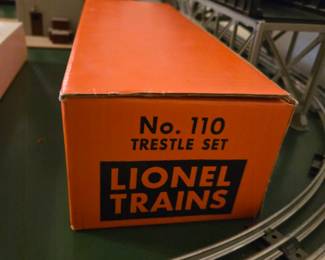 No. 110
TRESTLE SET
LIONEL
TRAINS